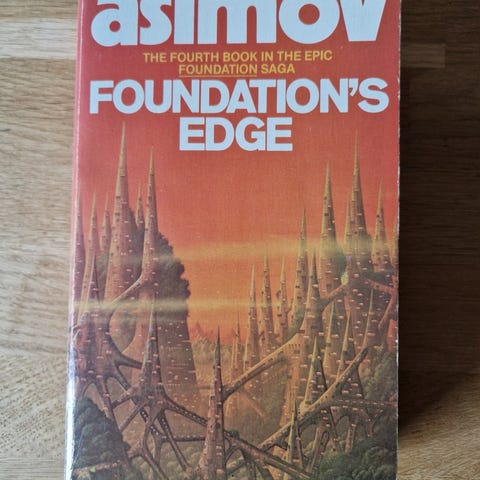 asimov
THE FOURTH BOOK IN THE EPIC
FOUNDATION SAGA
FOUNDATION'S
EDGE